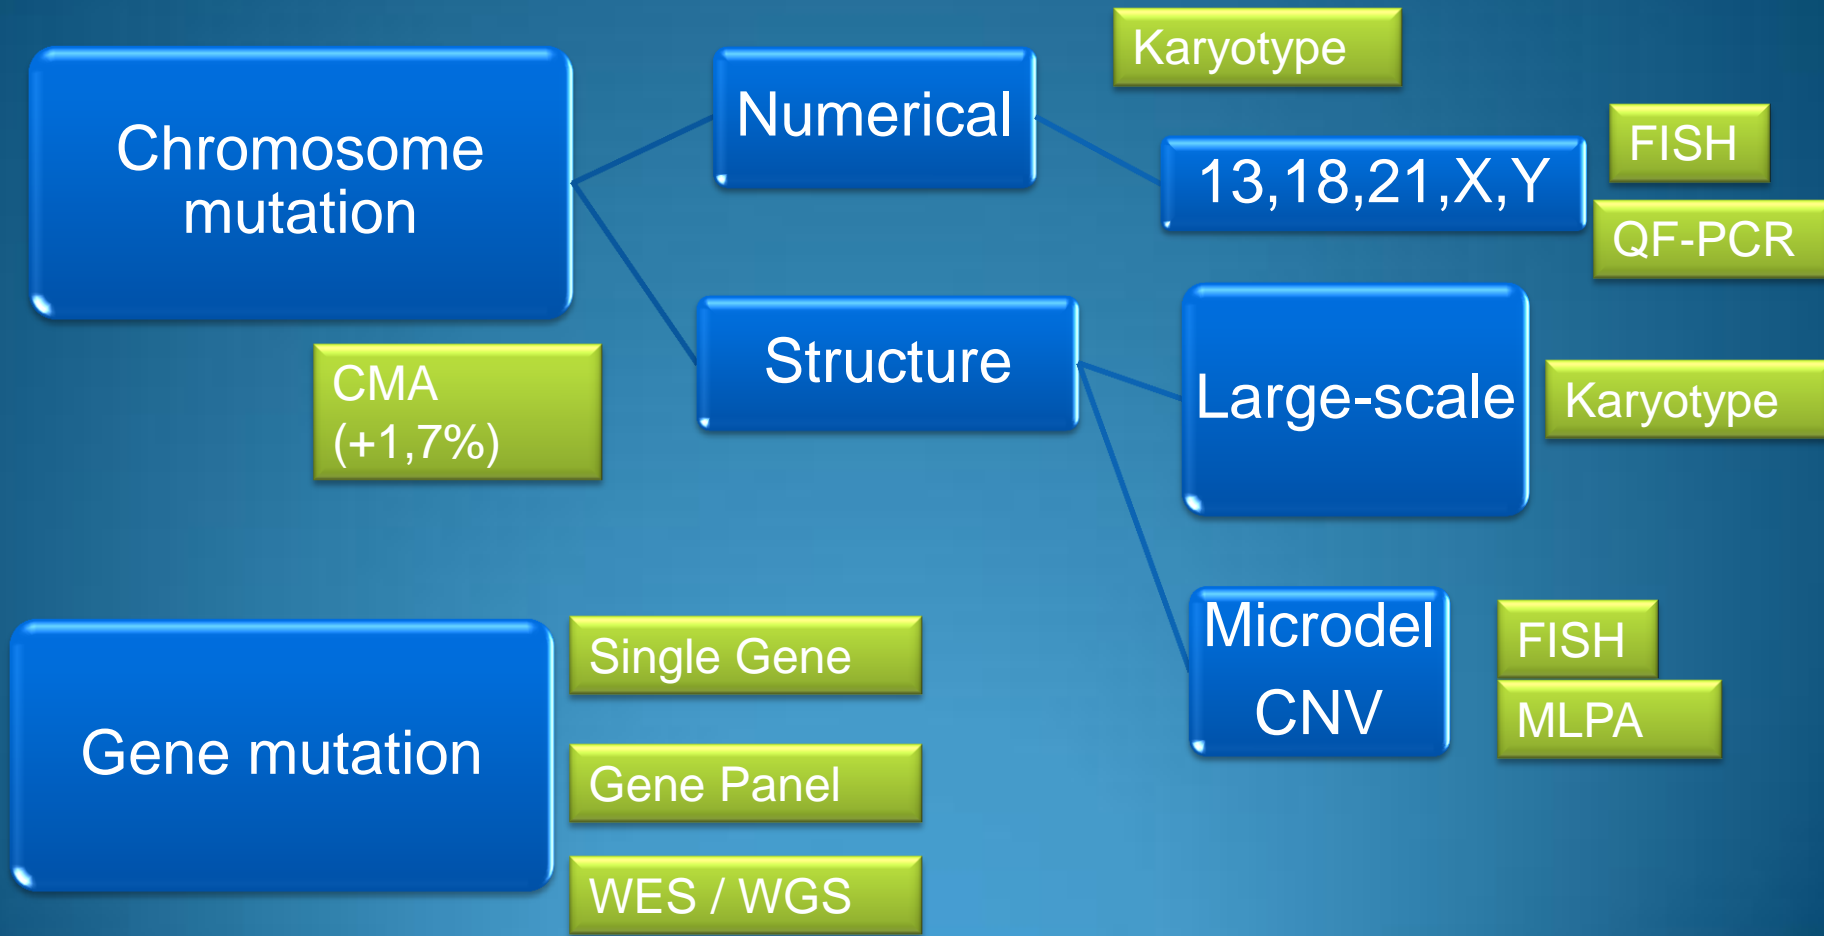 Karyotype
Chromosome
mutation
Numerical
13,18,21,X,Y
FISH
QF-PCR
CMA
(+1,7%)
Structure
Large-scale
Karyotype
Microdel
CNV
FISH
MLPA
Gene mutation
Single Gene
Gene Panel
WES / WGS